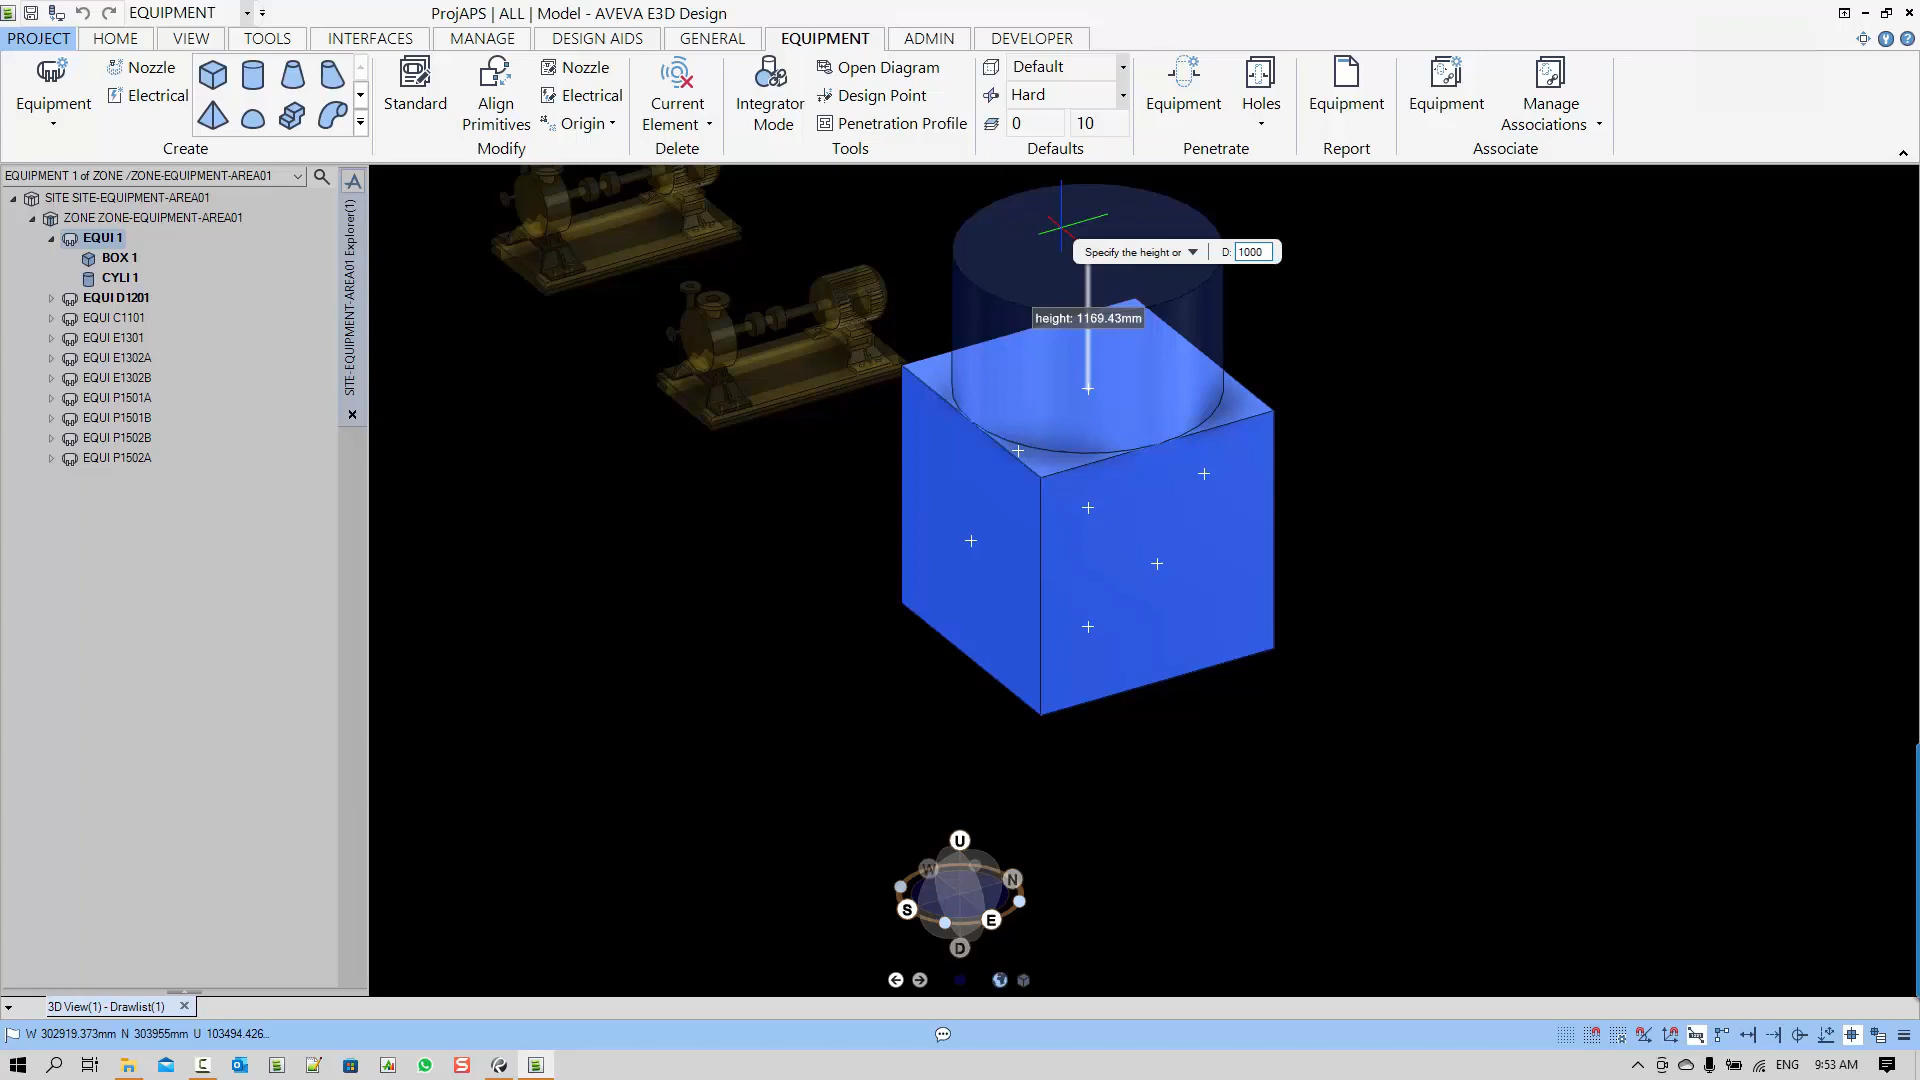 EQUIPMENT
ProjAPS | ALL | Model - AVEVA E3D Design
PROJECT HOME VIEW TOOLS INTERFACES MANAGE DESIGN AIDS GENERAL EQUIPMENT ADMIN DEVELOPER
Equipment
Nozzle
Electrical
Create
Standard
Align Primitives
Nozzle
Electrical
Origin
Modify
Current Element
Delete
Integrator Mode
Open Diagram
Design Point
Penetration Profile
Tools
Default
Hard
0 10
Defaults
Equipment
Holes
Penetrate
Equipment
Report
Equipment
Manage Associations
Associate
EQUIPMENT 1 of ZONE /ZONE-EQUIPMENT-AREA01
SITE SITE-EQUIPMENT-AREA01
ZONE ZONE-EQUIPMENT-AREA01
EQUI 1
BOX 1
CYLI 1
EQUI D1201
EQUI C1101
EQUI E1301
EQUI E1302A
EQUI E1302B
EQUI P1501A
EQUI P1501B
EQUI P1502B
EQUI P1502A
SITE-EQUIPMENT-AREA01 Explorer(1)
Specify the height or D: 1000
height: 1169.43mm
U
W
N
S
E
D
3D View(1) - Drawlist(1)
W 302919.373mm N 303955mm U 103494.426...
ENG 9:53 AM